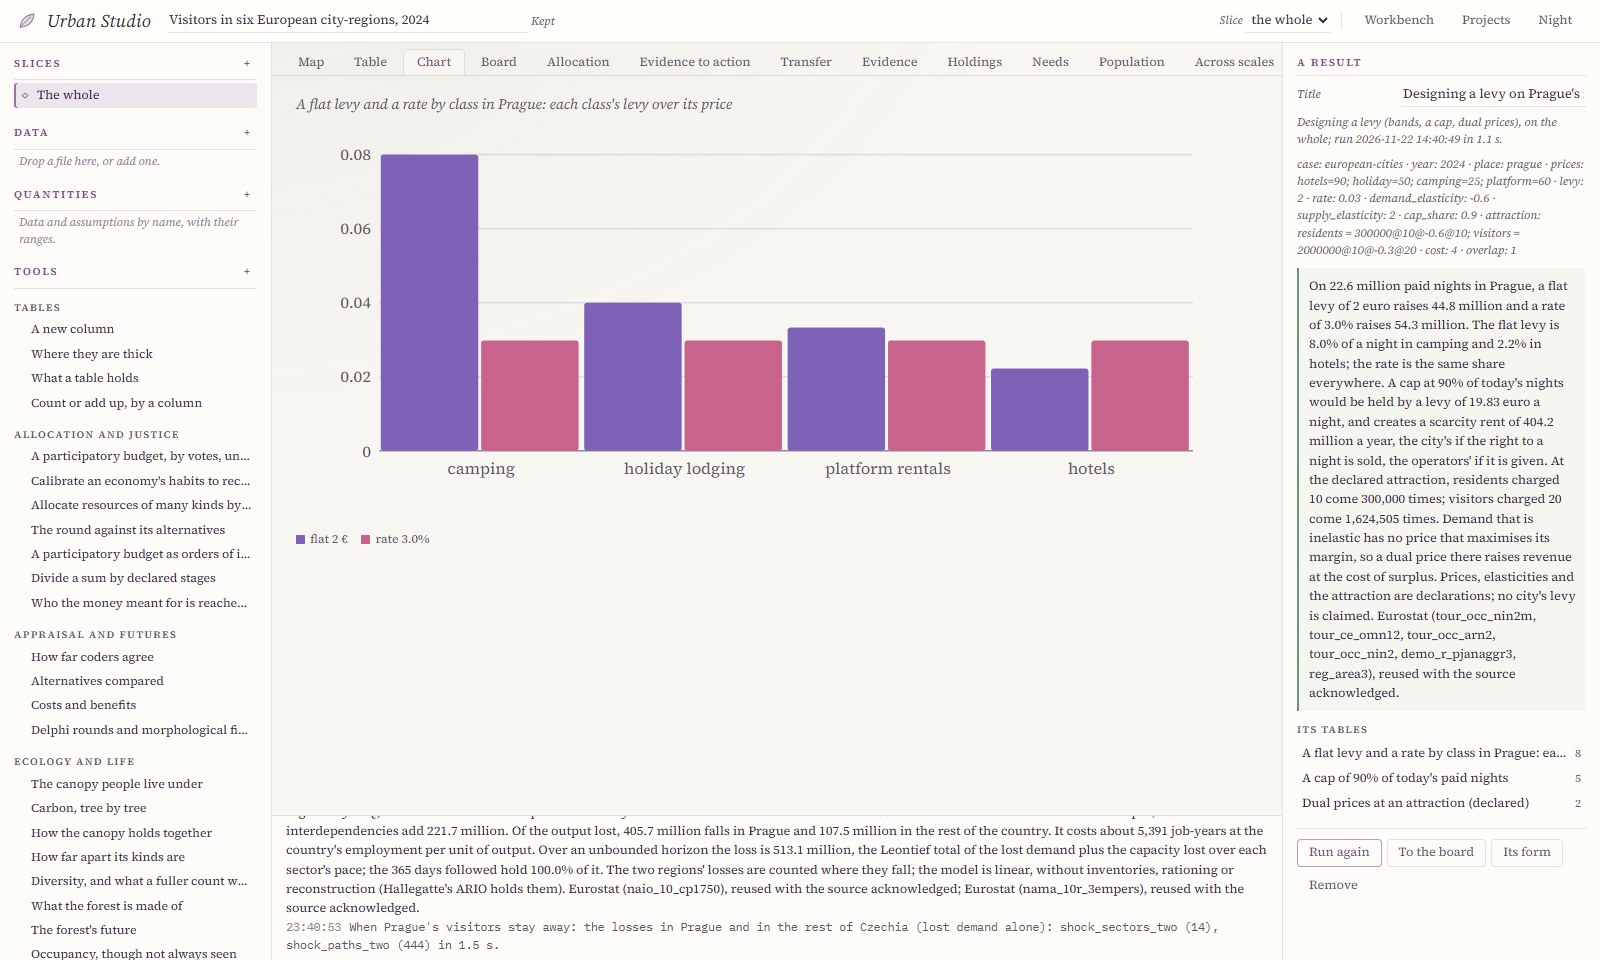 Urban Studio
Visitors in six European city-regions, 2024
Kept
Slice the whole
Workbench
Projects
Night
SLICES +
The whole
DATA +
Drop a file here, or add one.
QUANTITIES +
Data and assumptions by name, with their
ranges.
TOOLS +
TABLES
A new column
Where they are thick
What a table holds
Count or add up, by a column
ALLOCATION AND JUSTICE
A participatory budget, by votes, un...
Calibrate an economy's habits to rec...
Allocate resources of many kinds by...
The round against its alternatives
A participatory budget as orders of i...
Divide a sum by declared stages
Who the money meant for is reache...
APPRAISAL AND FUTURES
How far coders agree
Alternatives compared
Costs and benefits
Delphi rounds and morphological fi...
ECOLOGY AND LIFE
The canopy people live under
Carbon, tree by tree
How the canopy holds together
How far apart its kinds are
Diversity, and what a fuller count w...
What the forest is made of
The forest's future
Occupancy, though not always seen
Map Table Chart Board Allocation Evidence to action Transfer Evidence Holdings Needs Population Across scales
A flat levy and a rate by class in Prague: each class's levy over its price
0.08
0.06
0.04
0.02
0
camping holiday lodging platform rentals hotels
flat 2 € rate 3.0%
interdependencies add 221.7 million. Of the output lost, 405.7 million falls in Prague and 107.5 million in the rest of the country. It costs about 5,391 job-years at the
country's employment per unit of output. Over an unbounded horizon the loss is 513.1 million, the Leontief total of the lost demand plus the capacity lost over each
sector's pace; the 365 days followed hold 100.0% of it. The two regions' losses are counted where they fall; the model is linear, without inventories, rationing or
reconstruction (Hallegatte's ARIO holds them). Eurostat (naio_10_cp1750), reused with the source acknowledged; Eurostat (nama_10r_3empers), reused with the
source acknowledged.
23:40:53 When Prague's visitors stay away: the losses in Prague and in the rest of Czechia (lost demand alone): shock_sectors_two (14),
shock_paths_two (444) in 1.5 s.
A RESULT
Title Designing a levy on Prague's
Designing a levy (bands, a cap, dual prices), on the
whole; run 2026-11-22 14:40:49 in 1.1 s.
case: european-cities · year: 2024 · place: prague · prices:
hotels=90; holiday=50; camping=25; platform=60 · levy:
2 · rate: 0.03 · demand_elasticity: -0.6 ·
supply_elasticity: 2 · cap_share: 0.9 · attraction:
residents = 300000@10@-0.6@10; visitors =
2000000@10@-0.3@20 · cost: 4 · overlap: 1
On 22.6 million paid nights in Prague, a flat
levy of 2 euro raises 44.8 million and a rate
of 3.0% raises 54.3 million. The flat levy is
8.0% of a night in camping and 2.2% in
hotels; the rate is the same share
everywhere. A cap at 90% of today's nights
would be held by a levy of 19.83 euro a
night, and creates a scarcity rent of 404.2
million a year, the city's if the right to a
night is sold, the operators' if it is given. At
the declared attraction, residents charged
10 come 300,000 times; visitors charged 20
come 1,624,505 times. Demand that is
inelastic has no price that maximises its
margin, so a dual price there raises revenue
at the cost of surplus. Prices, elasticities and
the attraction are declarations; no city's levy
is claimed. Eurostat (tour_occ_nin2m,
tour_ce_omn12, tour_occ_arn2,
tour_occ_nin2, demo_r_pjanaggr3,
reg_area3), reused with the source
acknowledged.
ITS TABLES
A flat levy and a rate by class in Prague: ea... 8
A cap of 90% of today's paid nights 5
Dual prices at an attraction (declared) 2
Run again
To the board
Its form
Remove